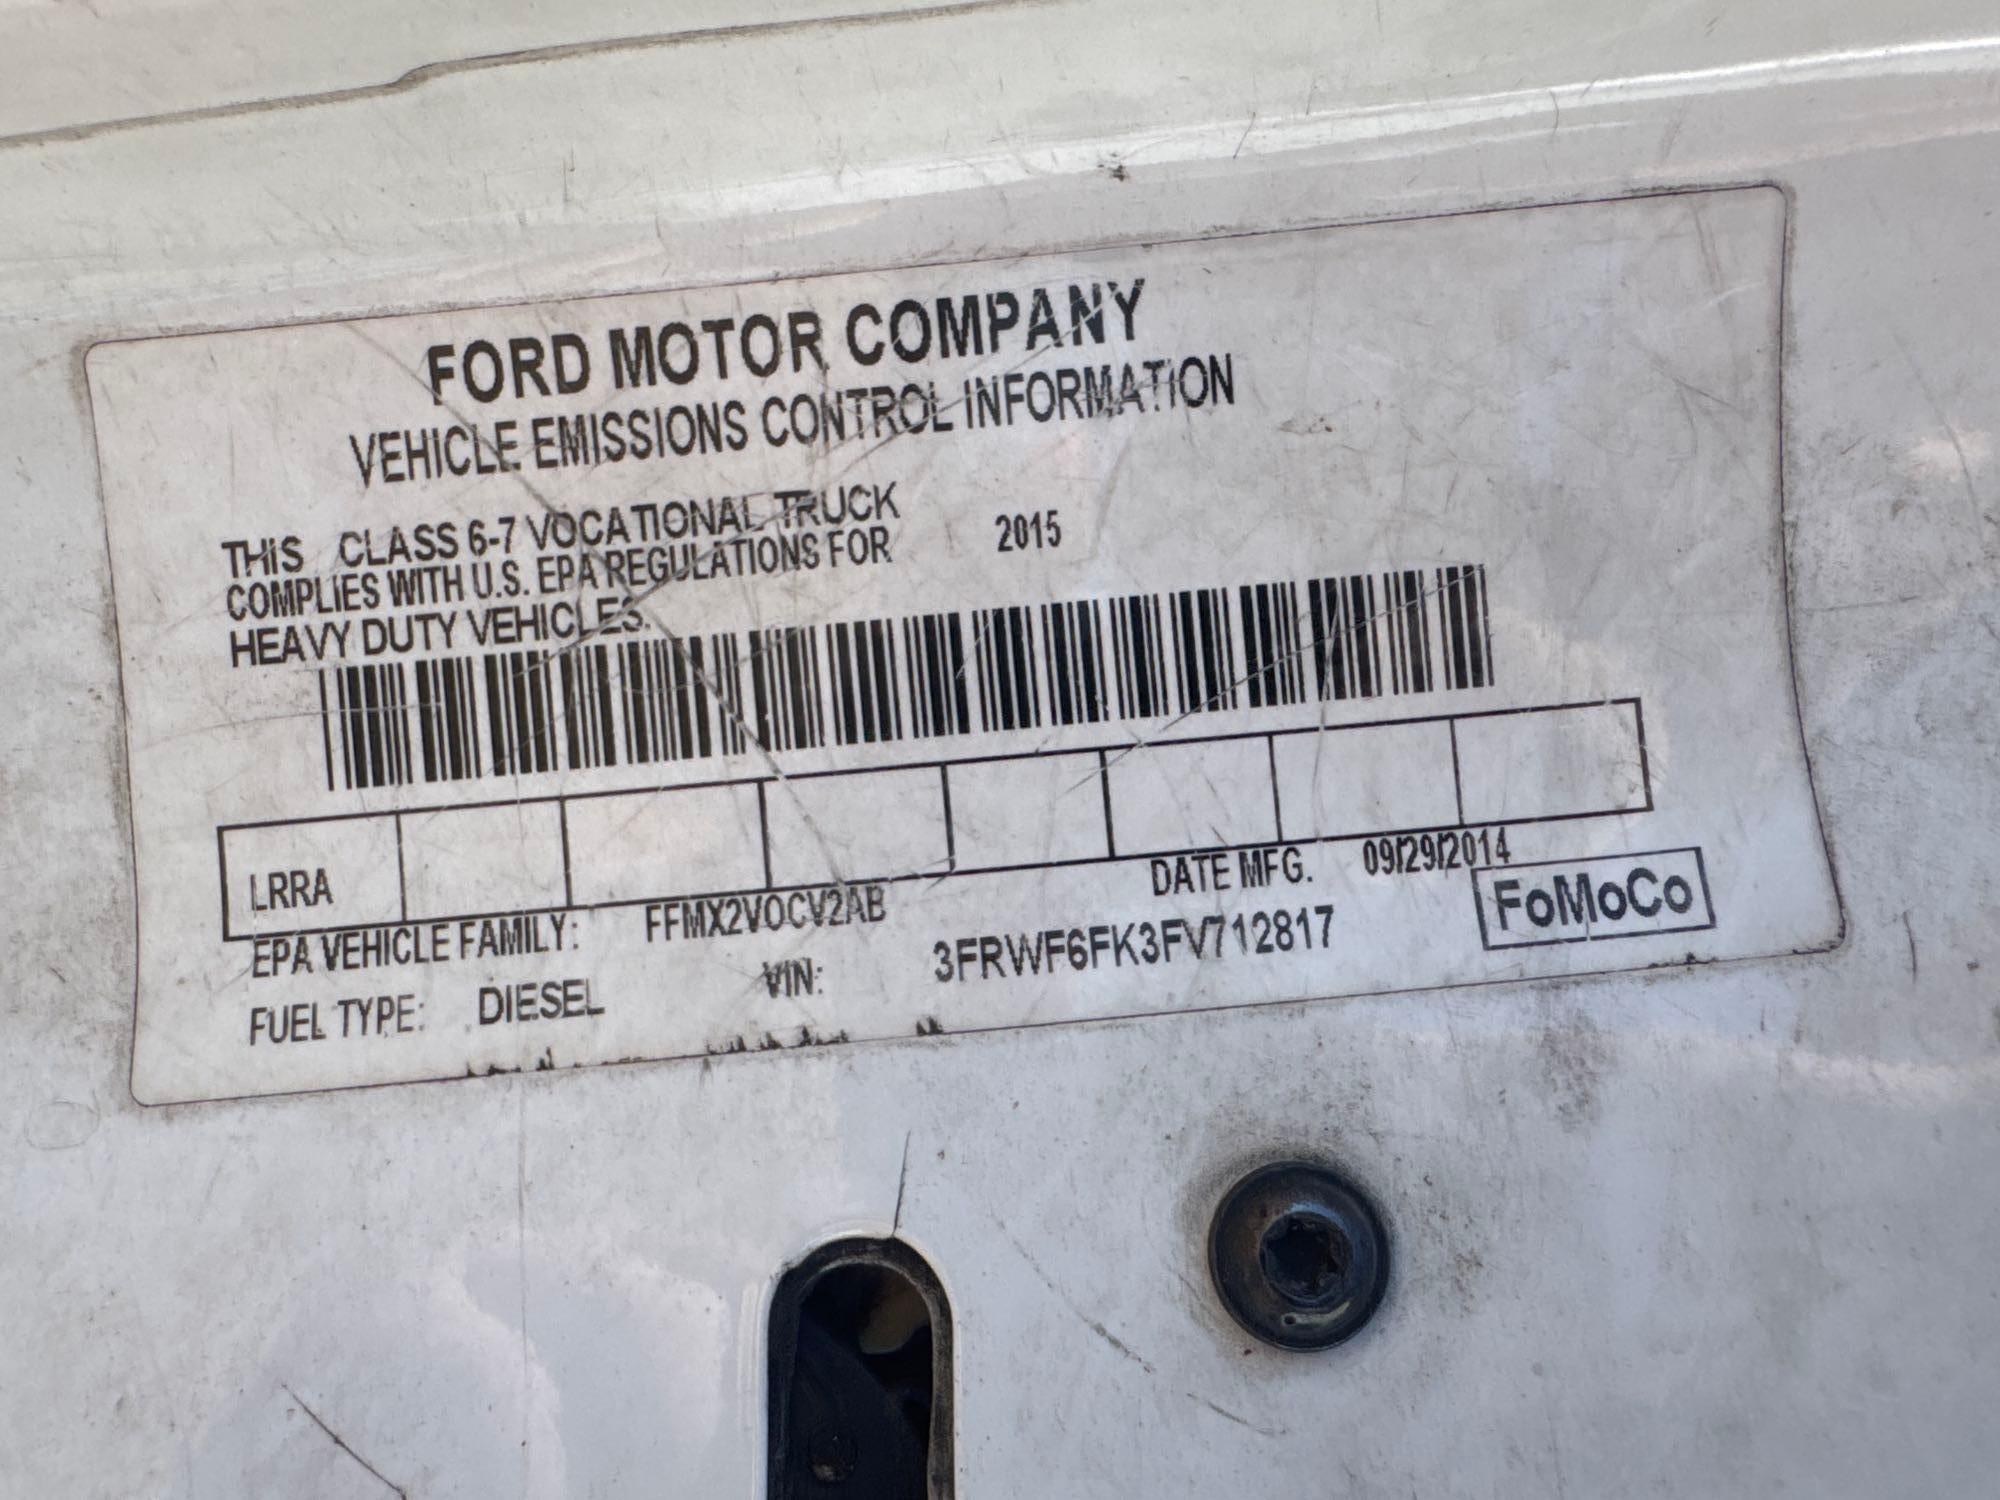 FORD MOTOR COMPANY
VEHICLE EMISSIONS CONTROL INFORMATION
THIS CLASS 6-7 VOCATIONAL TRUCK
COMPLIES WITH U.S. EPA REGULATIONS FOR 2015
HEAVY DUTY VEHICLES.
LRRA
EPA VEHICLE FAMILY: FFMX2VOCV2AB DATE MFG. 09/29/2014
FUEL TYPE: DIESEL VIN: 3FRWF6FK3FV712817
FoMoCo